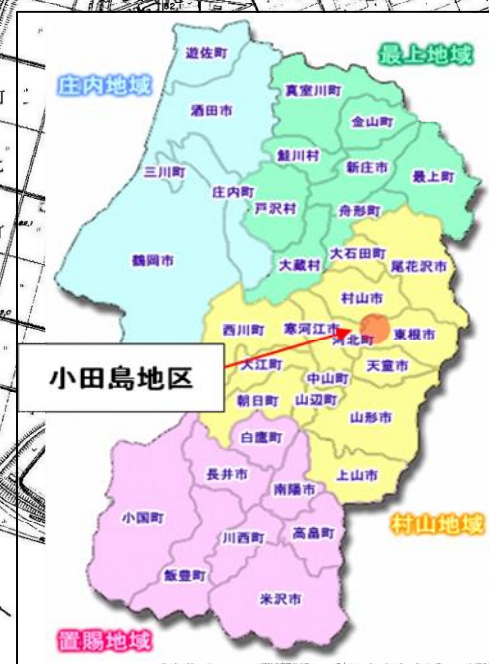 遊佐町
最上地域
庄内地域
真室川町
酒田市
金山町
鮭川村
新庄市
三川町
最上町
庄内町
戸沢村
舟形町
鶴岡市
大石田町
大蔵村
尾花沢市
村山市
西川町
寒河江市
河北町
東根市
小田島地区
大江町
天童市
中山町
朝日町
山辺町
山形市
白鷹町
長井市
上山市
南陽市
小国町
村山地域
川西町
高畠町
飯豊町
米沢市
置賜地域